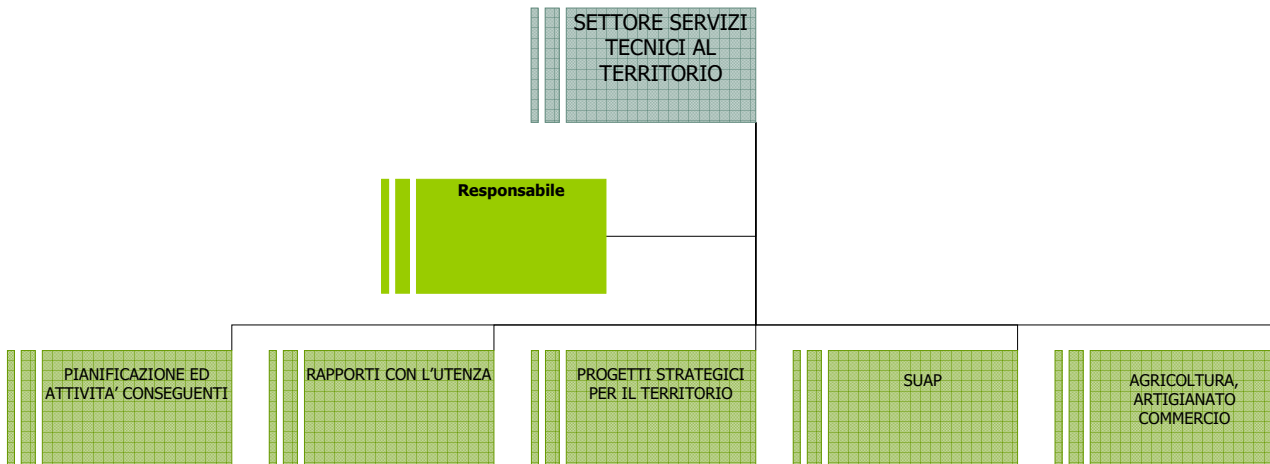 SETTORE SERVIZI
TECNICI AL
TERRITORIO
Responsabile
PIANIFICAZIONE ED
ATTIVITA’ CONSEGUENTI
RAPPORTI CON L’UTENZA
PROGETTI STRATEGICI
PER IL TERRITORIO
SUAP
AGRICOLTURA,
ARTIGIANATO
COMMERCIO